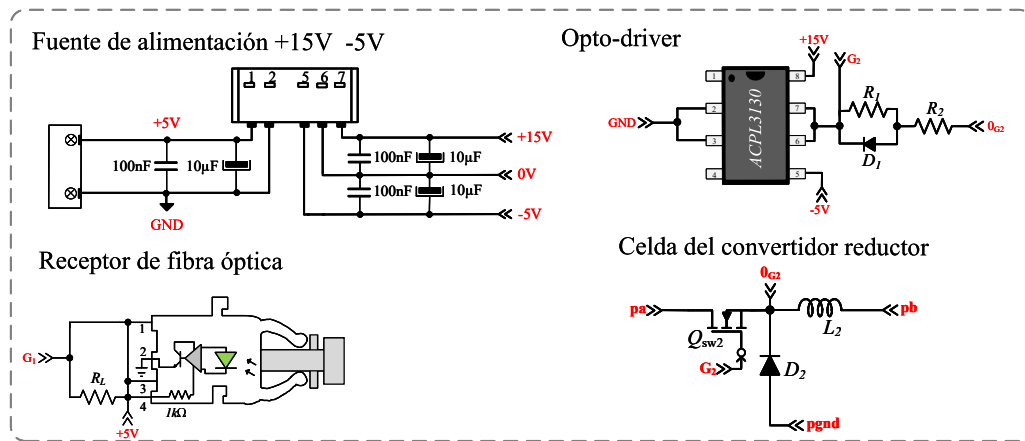 Fuente de alimentación +15V -5V
1 2 5 6 7
+5V
100nF
10µF
GND
+15V
100nF
10µF
0V
100nF
10µF
-5V
Opto-driver
+15V
G2
1
2
3
4
8
7
6
5
ACPL3130
GND
R1
R2
0G2
D1
-5V
Receptor de fibra óptica
1
2
3
4
G1
RL
1kΩ
+5V
Celda del convertidor reductor
0G2
pa
pb
Qsw2
L2
G2
D2
pgnd